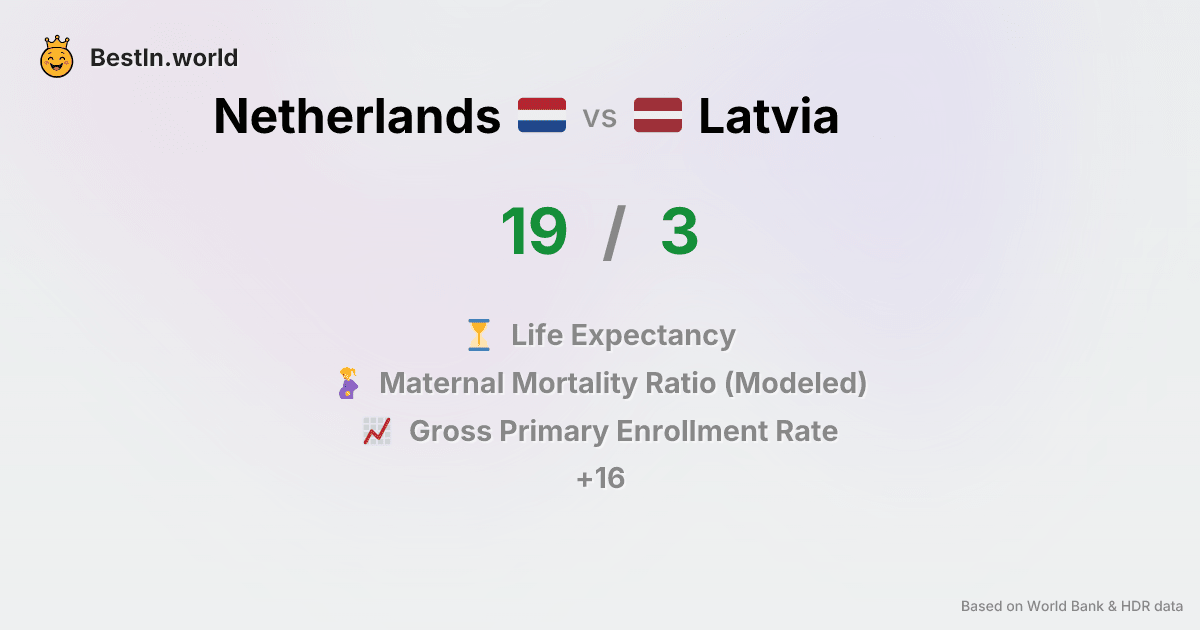 BestIn.world
Netherlands vs Latvia
19 / 3
Life Expectancy
Maternal Mortality Ratio (Modeled)
Gross Primary Enrollment Rate
+16
Based on World Bank & HDR data